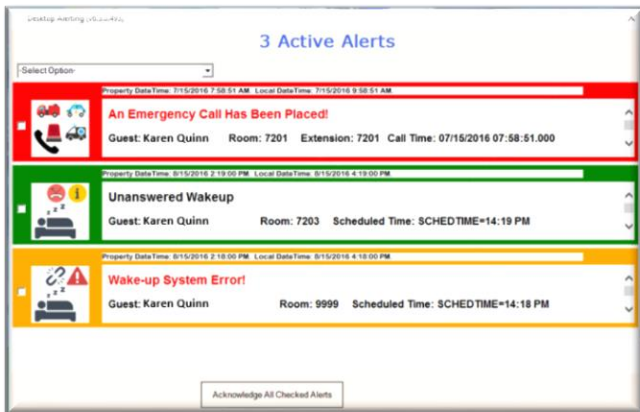 Desktop Alerting
3 Active Alerts
-Select Option-
Property DateTime: 7/15/2016 7:58:51 AM Local DateTime: 7/15/2016 9:58:51 AM
An Emergency Call Has Been Placed!
Guest: Karen Quinn Room: 7201 Extension: 7201 Call Time: 07/15/2016 07:58:51.000
Property DateTime: 8/15/2016 2:19:00 PM Local DateTime: 8/15/2016 4:19:00 PM
Unanswered Wakeup
Guest: Karen Quinn Room: 7203 Scheduled Time: SCHEDTIME=14:19 PM
Property DateTime: 8/15/2016 2:18:00 PM Local DateTime: 8/15/2016 4:18:00 PM
Wake-up System Error!
Guest: Karen Quinn Room: 9999 Scheduled Time: SCHEDTIME=14:18 PM
Acknowledge All Checked Alerts